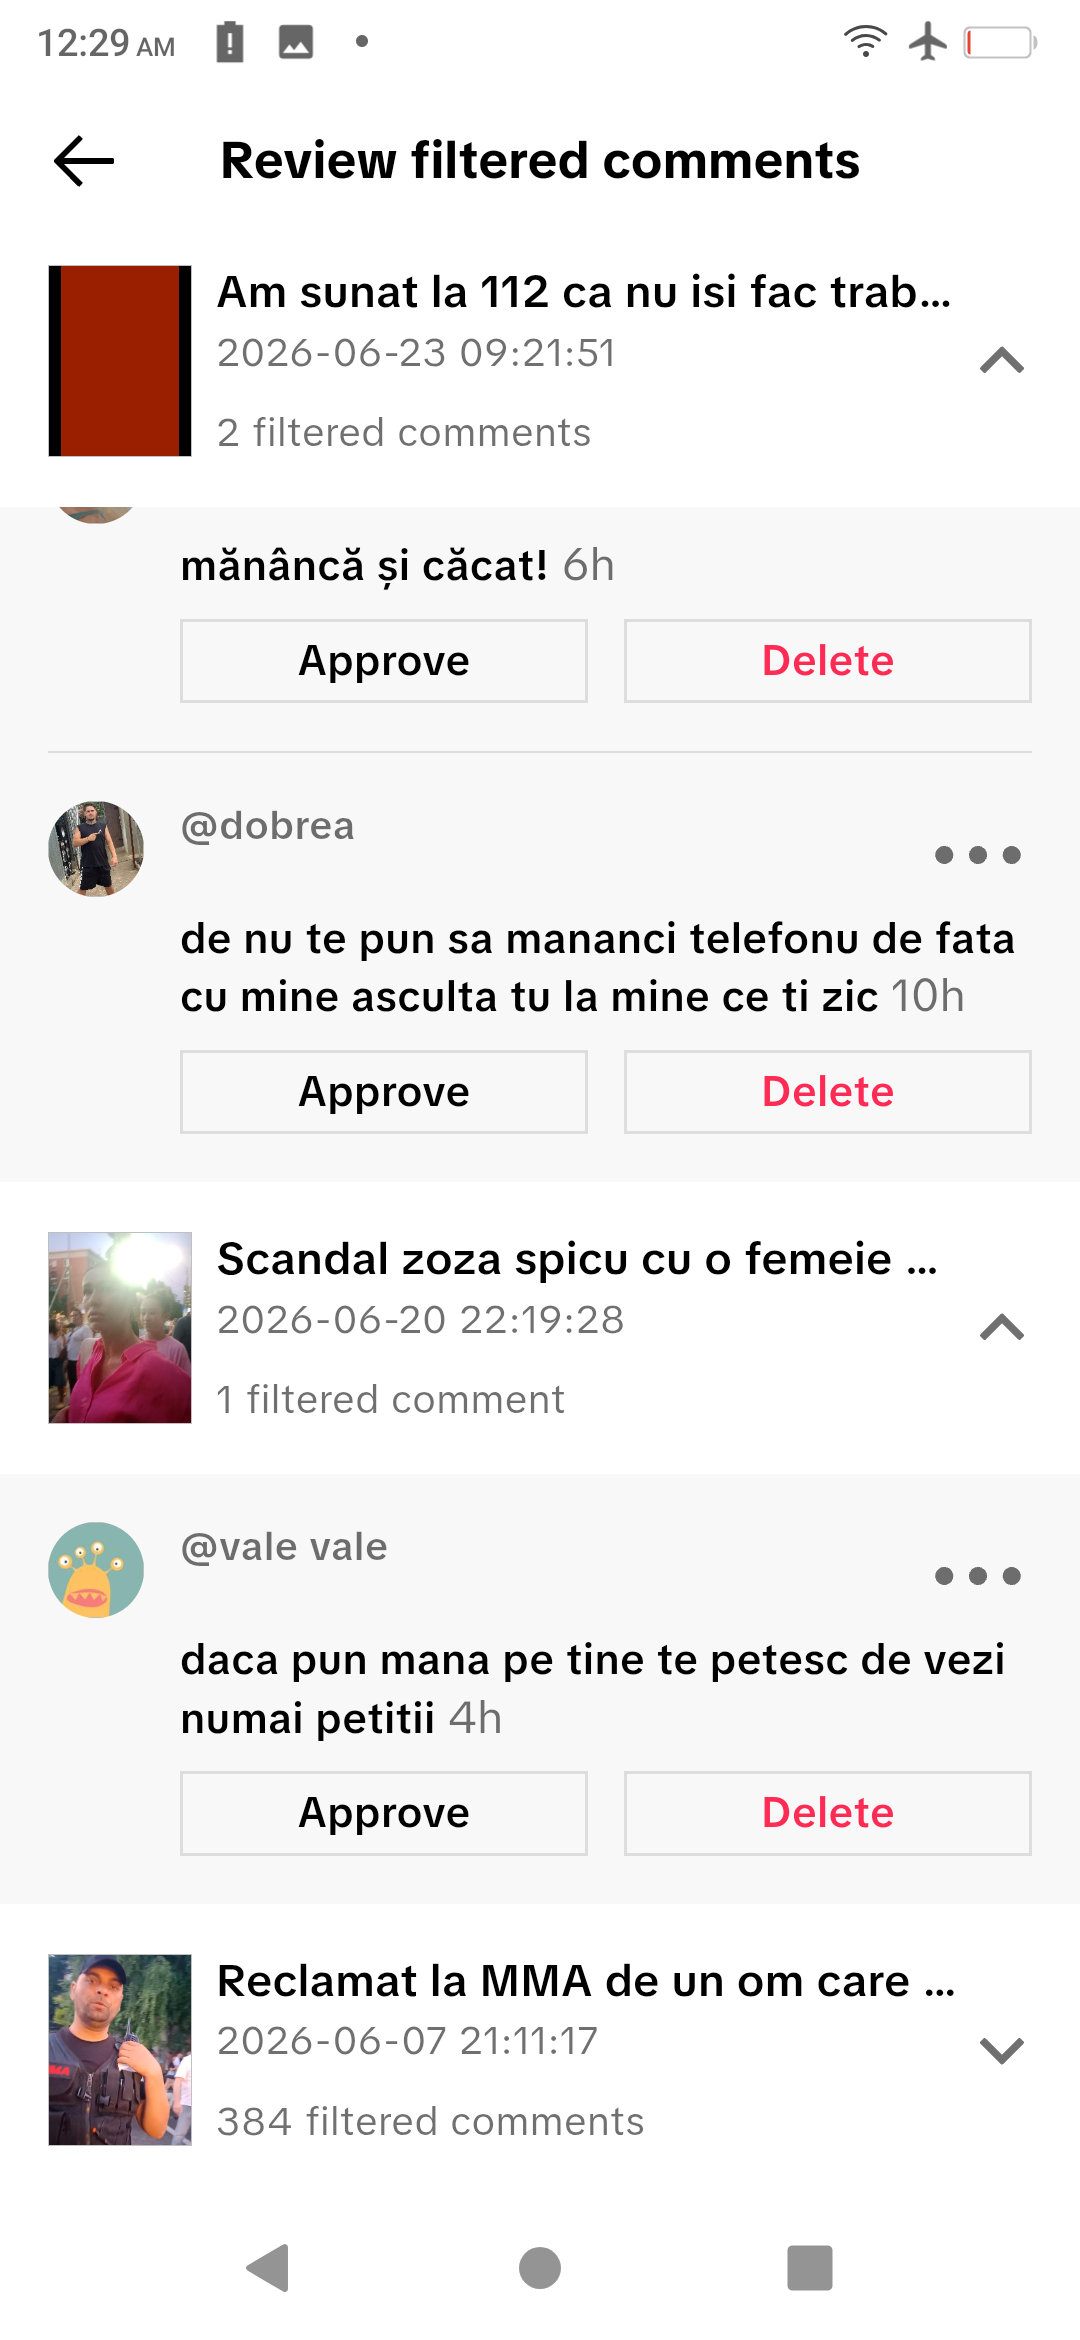 12:29 AM
Review filtered comments
Am sunat la 112 ca nu isi fac trab...
2026-06-23 09:21:51
2 filtered comments
mănâncă și căcat! 6h
Approve Delete
@dobrea
de nu te pun sa mananci telefonu de fata
cu mine asculta tu la mine ce ti zic 10h
Approve Delete
Scandal zoza spicu cu o femeie ...
2026-06-20 22:19:28
1 filtered comment
@vale vale
daca pun mana pe tine te petesc de vezi
numai petitii 4h
Approve Delete
Reclamat la MMA de un om care ...
2026-06-07 21:11:17
384 filtered comments